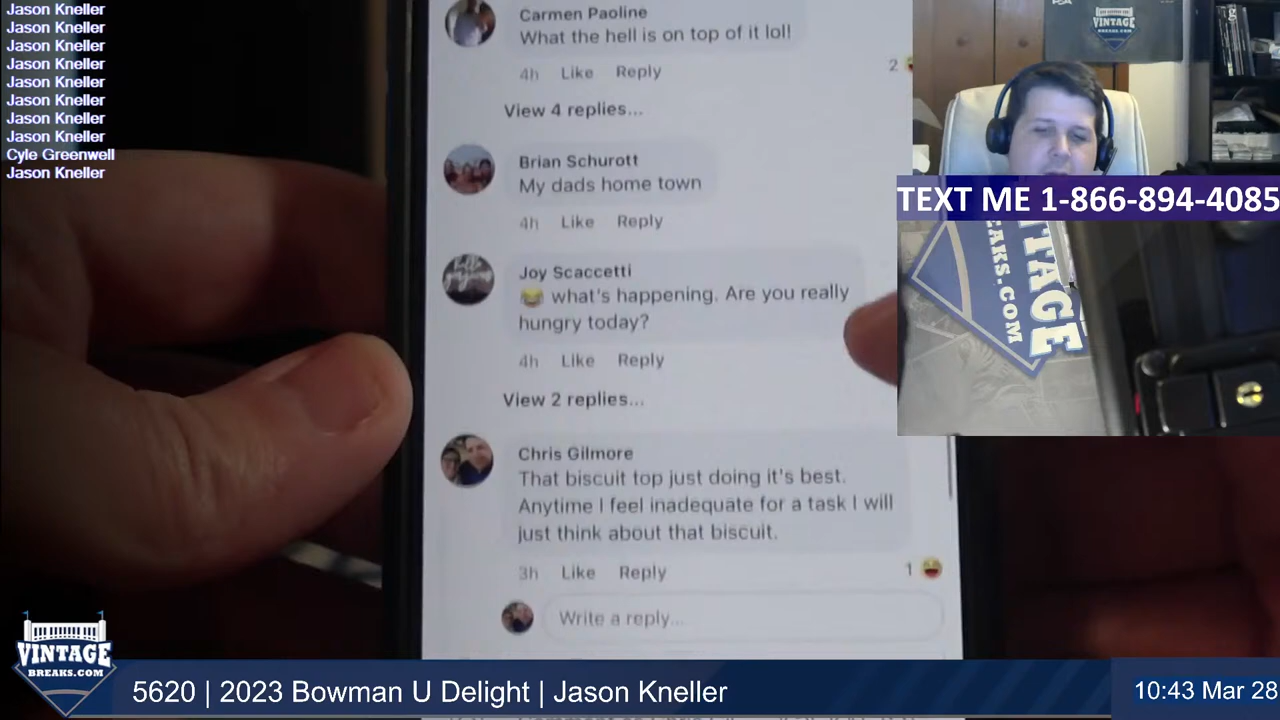 Jason Kneller
Jason Kneller
Jason Kneller
Jason Kneller
Jason Kneller
Jason Kneller
Jason Kneller
Jason Kneller
Cyle Greenwell
Jason Kneller
Carmen Paoline
What the hell is on top of it lol!
4h Like Reply
2
View 4 replies...
Brian Schurott
My dads home town
4h Like Reply
Joy Scaccetti
😂 what's happening. Are you really
hungry today?
4h Like Reply
View 2 replies...
Chris Gilmore
That biscuit top just doing it's best.
Anytime I feel inadequate for a task I will
just think about that biscuit.
3h Like Reply
1
Write a reply...
VINTAGE
BREAKS
TEXT ME 1-866-894-4085
TAGE
EAKS.COM
VINTAGE
BREAKS.COM
5620 | 2023 Bowman U Delight | Jason Kneller
10:43 Mar 28